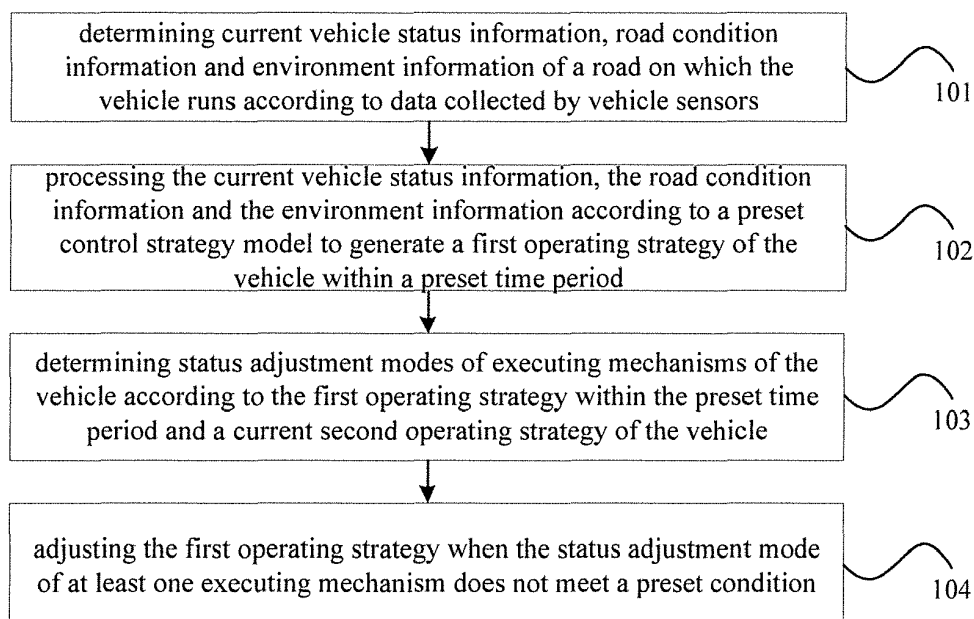 determining current vehicle status information, road condition
information and environment information of a road on which the
vehicle runs according to data collected by vehicle sensors
101
processing the current vehicle status information, the road condition
information and the environment information according to a preset
control strategy model to generate a first operating strategy of the
vehicle within a preset time period
102
determining status adjustment modes of executing mechanisms of the
vehicle according to the first operating strategy within the preset time
period and a current second operating strategy of the vehicle
103
adjusting the first operating strategy when the status adjustment mode
of at least one executing mechanism does not meet a preset condition
104